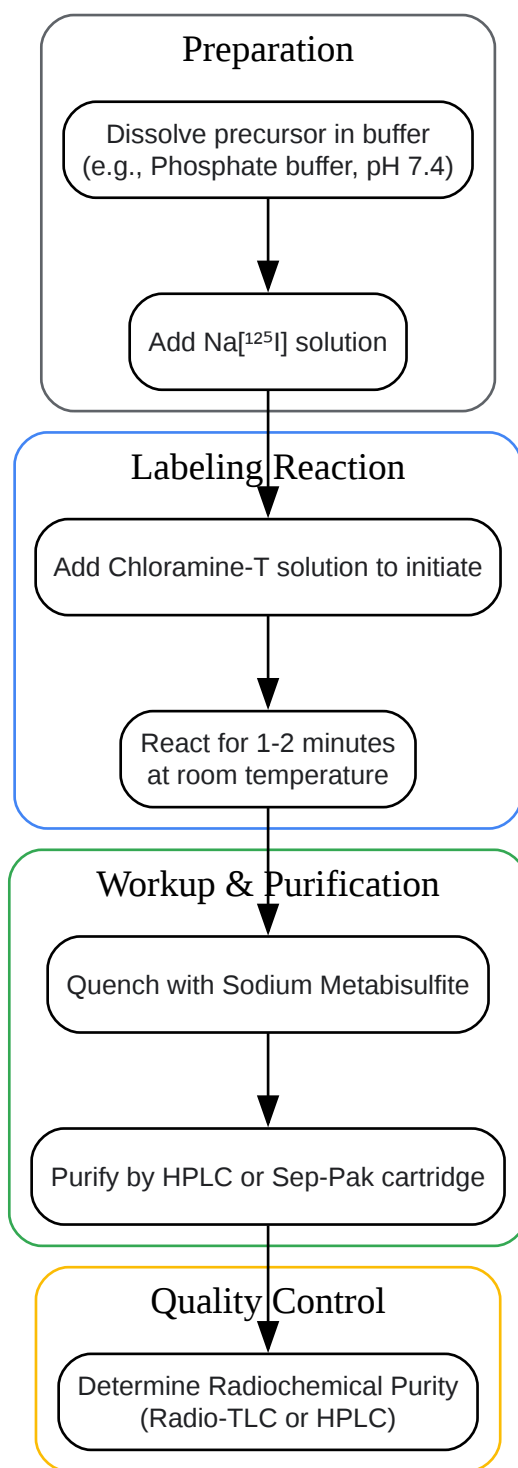 Preparation
Dissolve precursor in buffer
(e.g., Phosphate buffer, pH 7.4)
Add Na[¹²⁵I] solution
Labeling Reaction
Add Chloramine-T solution to initiate
React for 1-2 minutes
at room temperature
Workup & Purification
Quench with Sodium Metabisulfite
Purify by HPLC or Sep-Pak cartridge
Quality Control
Determine Radiochemical Purity
(Radio-TLC or HPLC)